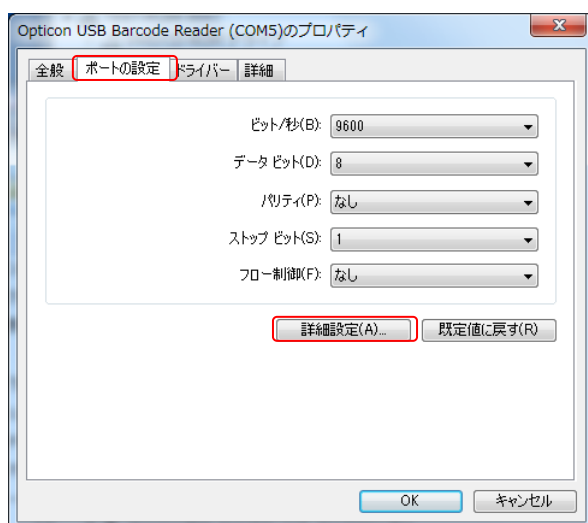 Opticon USB Barcode Reader (COM5)のプロパティ
全般 ポートの設定 ドライバー 詳細
ビット/秒(B): 9600
データ ビット(D): 8
パリティ(P): なし
ストップ ビット(S): 1
フロー制御(F): なし
詳細設定(A)... 既定値に戻す(R)
OK キャンセル